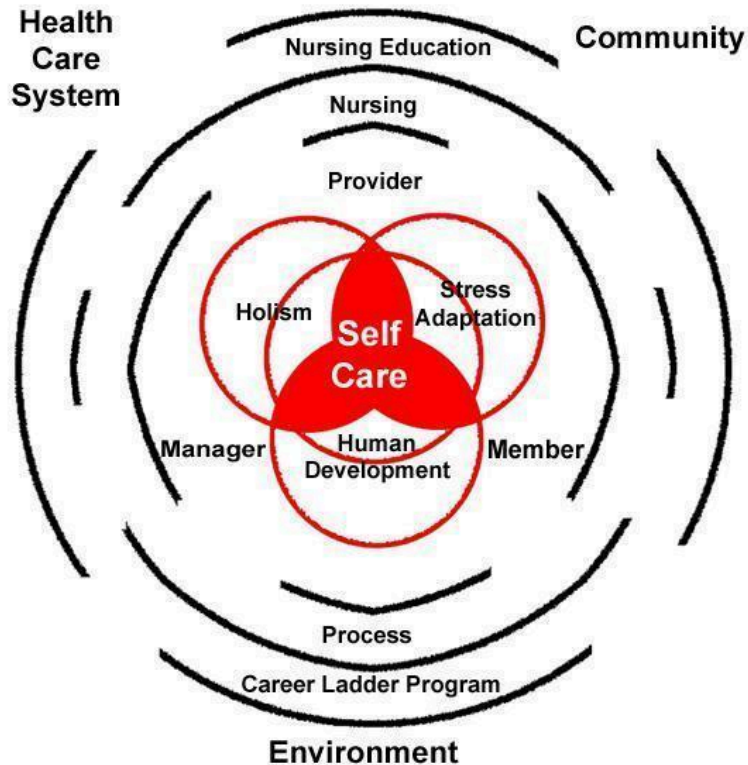 Health
Care
System
Nursing Education
Community
Nursing
Provider
Holism
Stress
Adaptation
Self
Care
Manager
Human
Development
Member
Process
Career Ladder Program
Environment